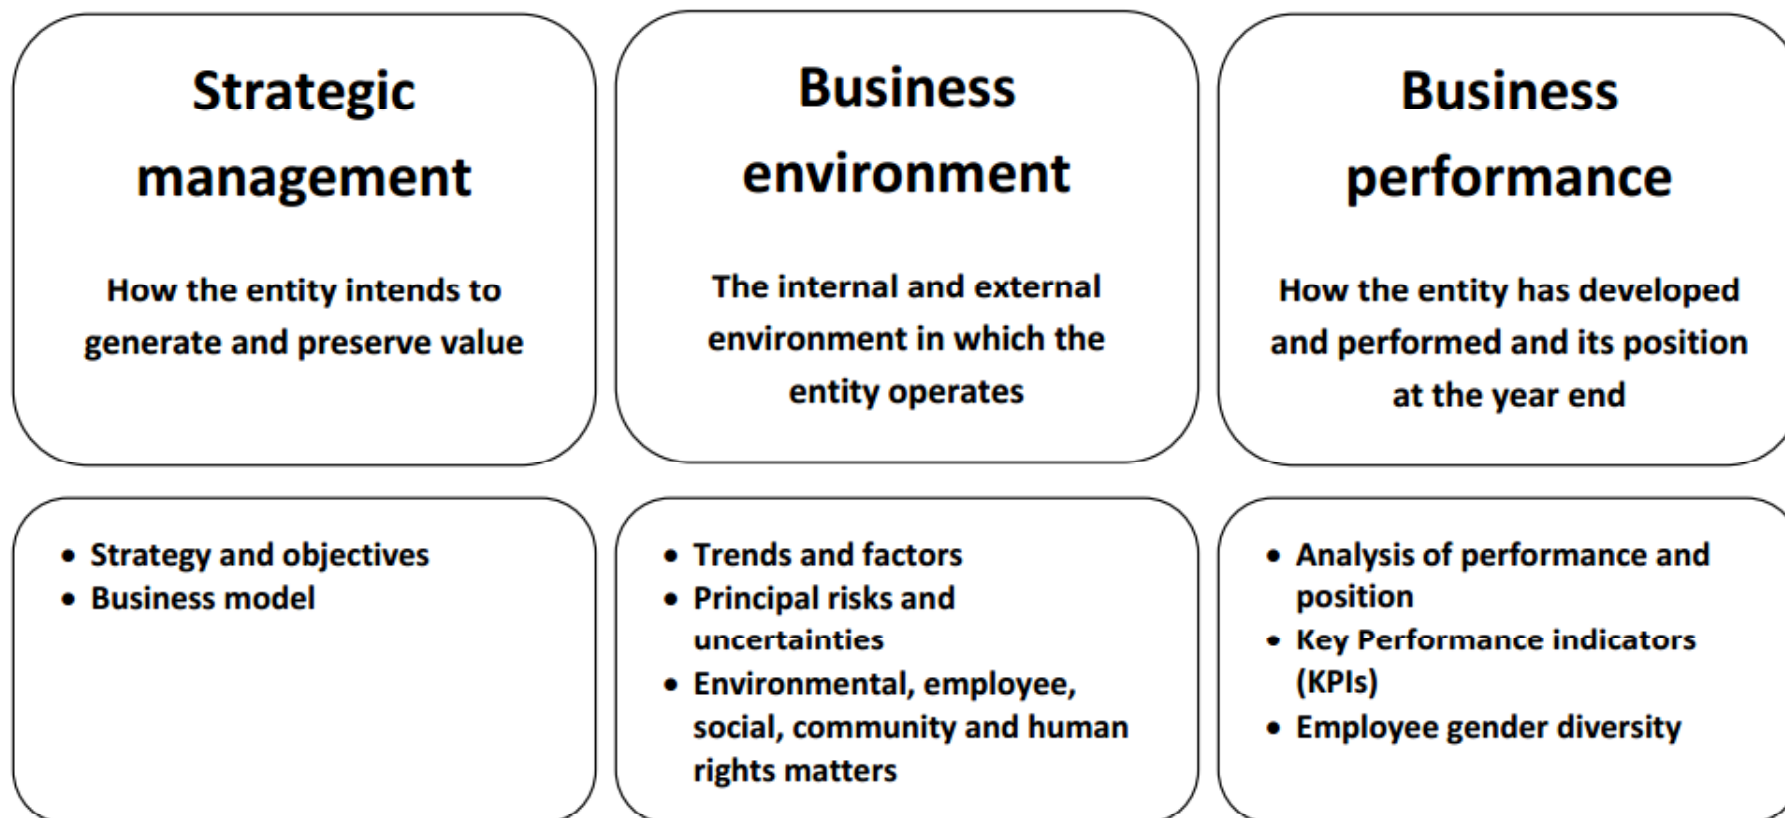 Strategic
management
How the entity intends to
generate and preserve value
Business
environment
The internal and external
environment in which the
entity operates
Business
performance
How the entity has developed
and performed and its position
at the year end
• Strategy and objectives
• Business model
• Trends and factors
• Principal risks and
uncertainties
• Environmental, employee,
social, community and human
rights matters
• Analysis of performance and
position
• Key Performance indicators
(KPIs)
• Employee gender diversity